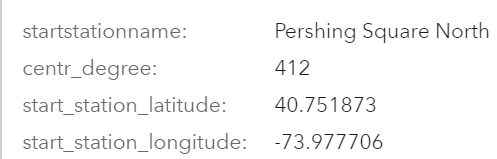 startstationname: Pershing Square North
centr_degree: 412
start_station_latitude: 40.751873
start_station_longitude: -73.977706